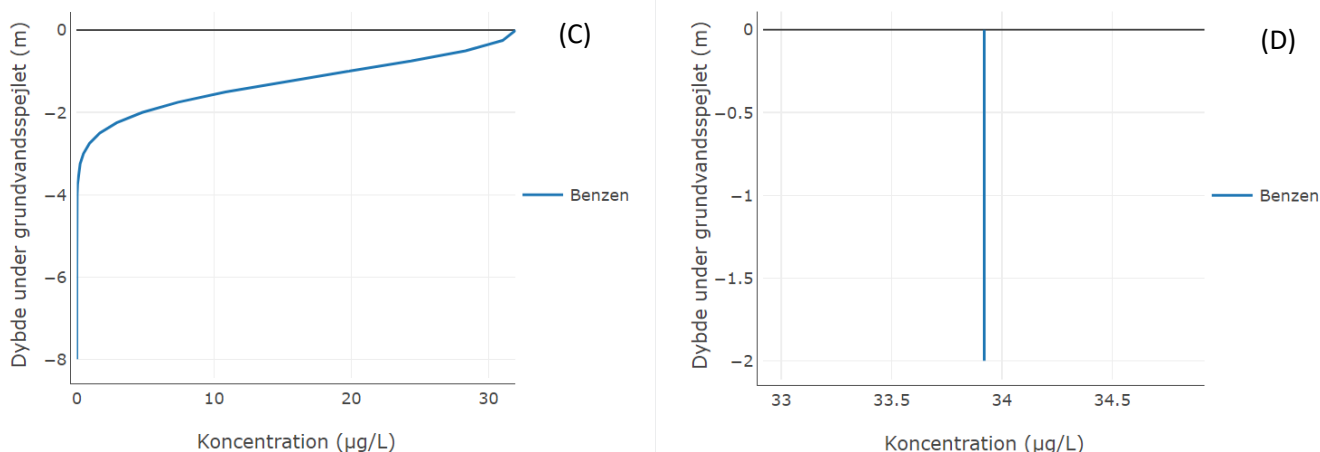 (C)
Dybde under grundvandsspejlet (m)
0
−2
−4
−6
−8
0
10
20
30
Koncentration (µg/L)
Benzen
(D)
Dybde under grundvandsspejlet (m)
0
−0.5
−1
−1.5
−2
33
33.5
34
34.5
Koncentration (µg/L)
Benzen